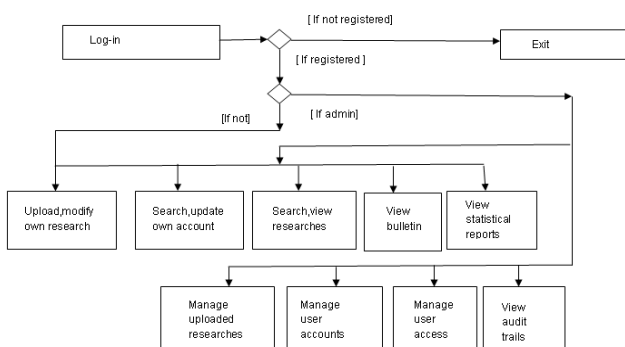 [ If not registered]
Log-in
Exit
[ If registered ]
[If not]
[ If admin]
Upload,modify
own research
Search,update
own account
Search,view
researches
View
bulletin
View
statistical
reports
Manage
uploaded
researches
Manage
user
accounts
Manage
user
access
View
audit
trails